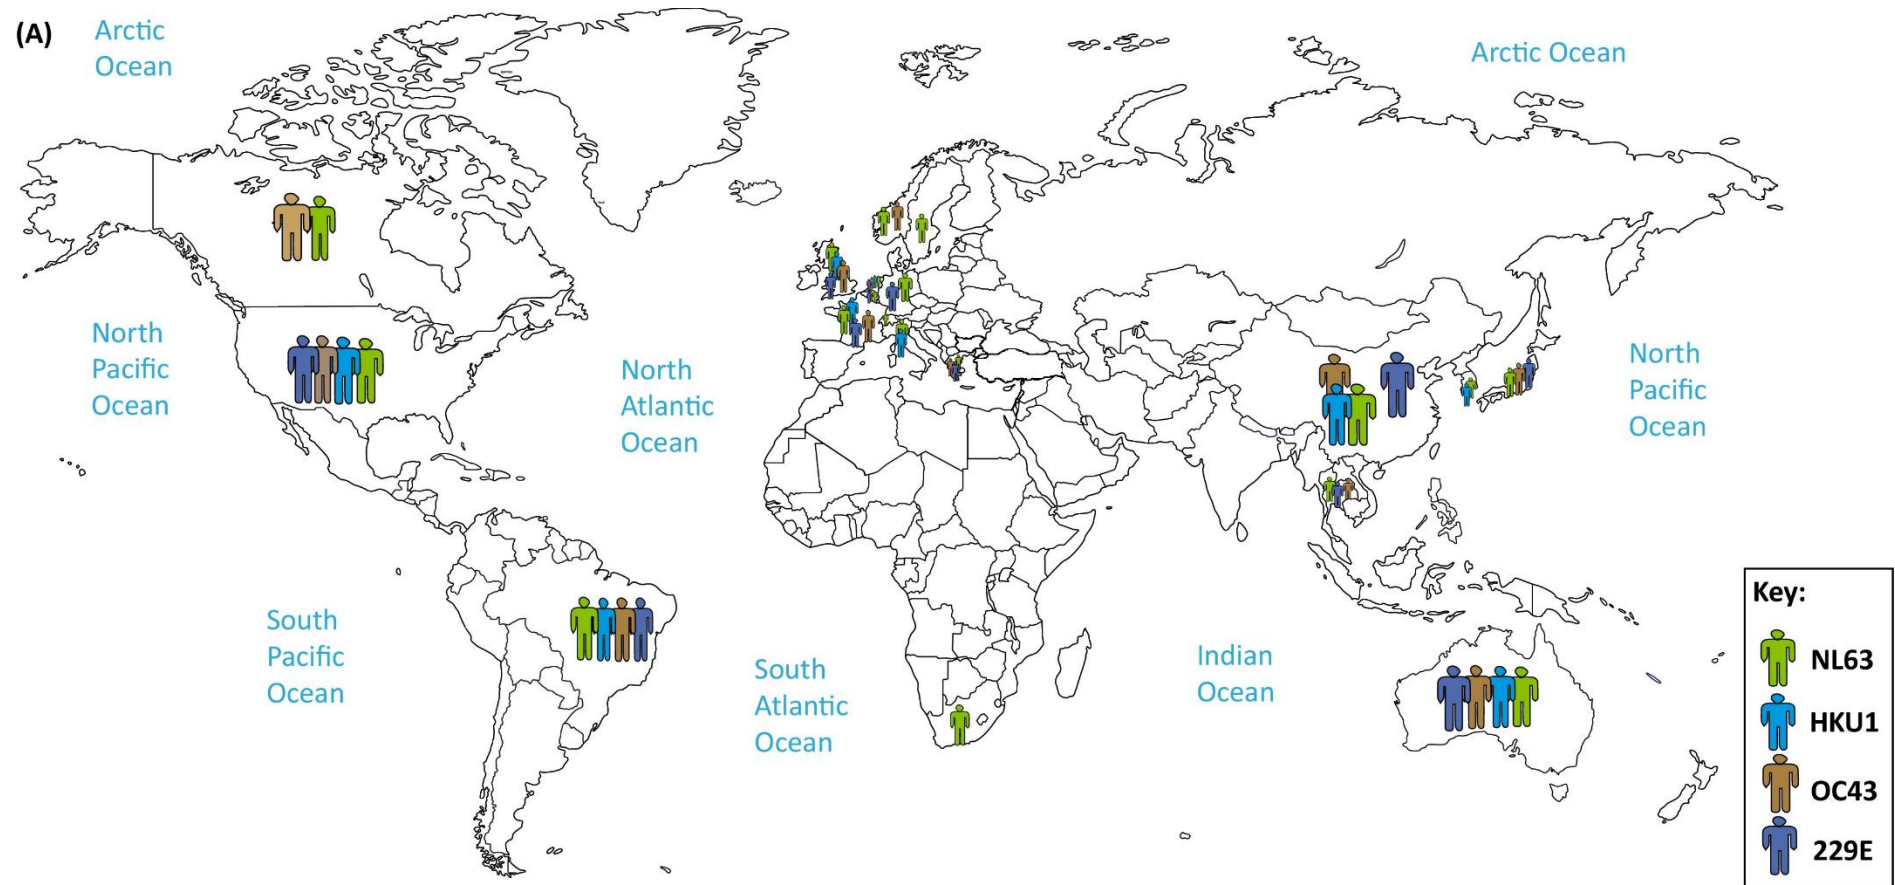 (A)
Arctic
Ocean
Arctic Ocean
North
Pacific
Ocean
North
Atlantic
Ocean
North
Pacific
Ocean
South
Pacific
Ocean
South
Atlantic
Ocean
Indian
Ocean
Key:
NL63
HKU1
OC43
229E